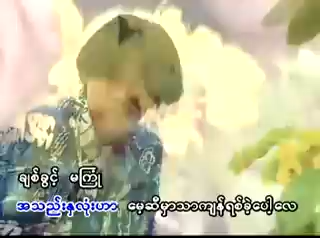 ချစ်ခွင့် မကြုံ
အသည်းနှလုံးဟာ မေ့ဆီမှာသာကျန်ရစ်ခဲ့ပေါ့ လေ